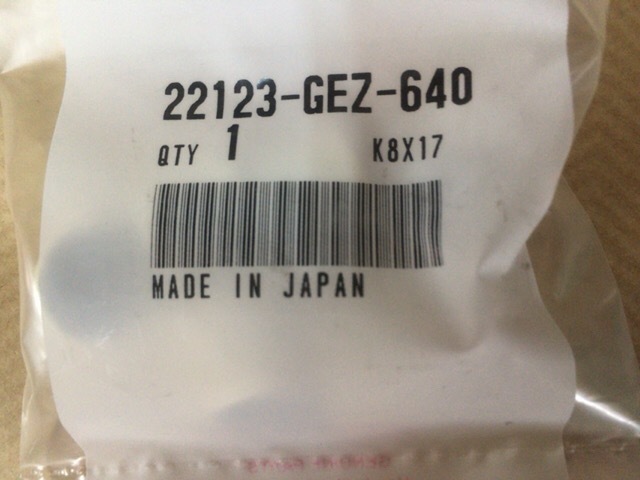 22123-GEZ-640
QTY 1 K8X17
MADE IN JAPAN